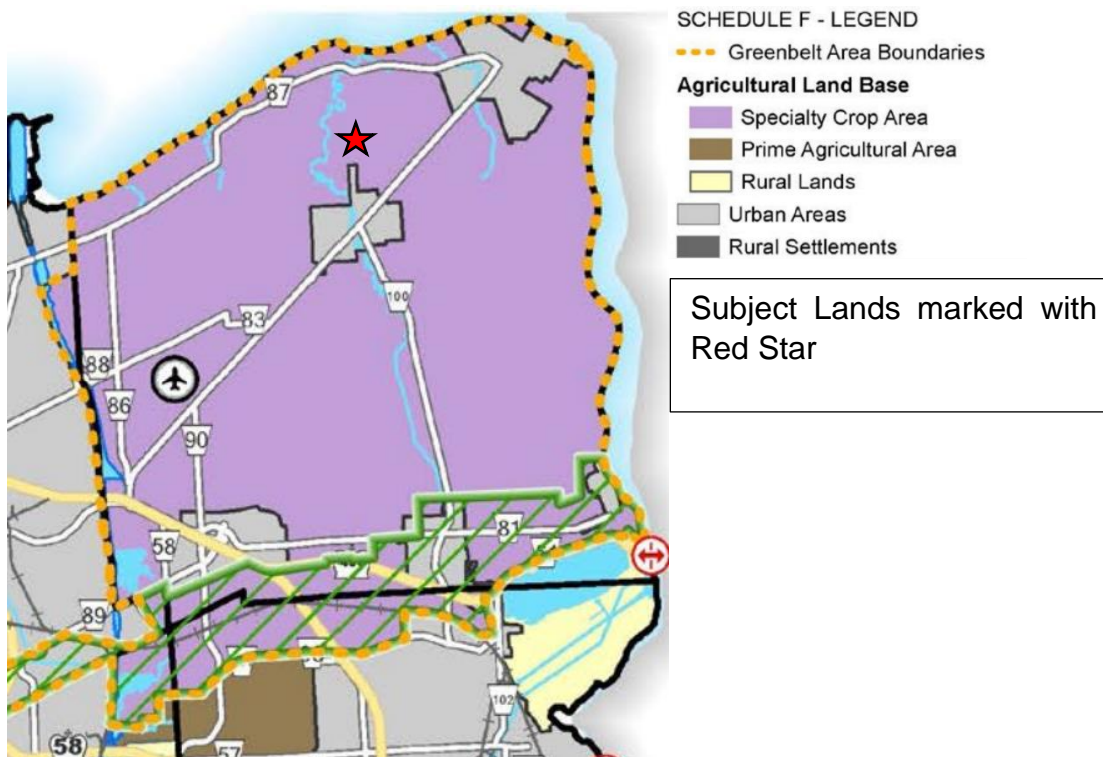 SCHEDULE F - LEGEND
Greenbelt Area Boundaries
Agricultural Land Base
Specialty Crop Area
Prime Agricultural Area
Rural Lands
Urban Areas
Rural Settlements
Subject Lands marked with
Red Star
87
100
83
88
86
90
81
58
89
102
58
57